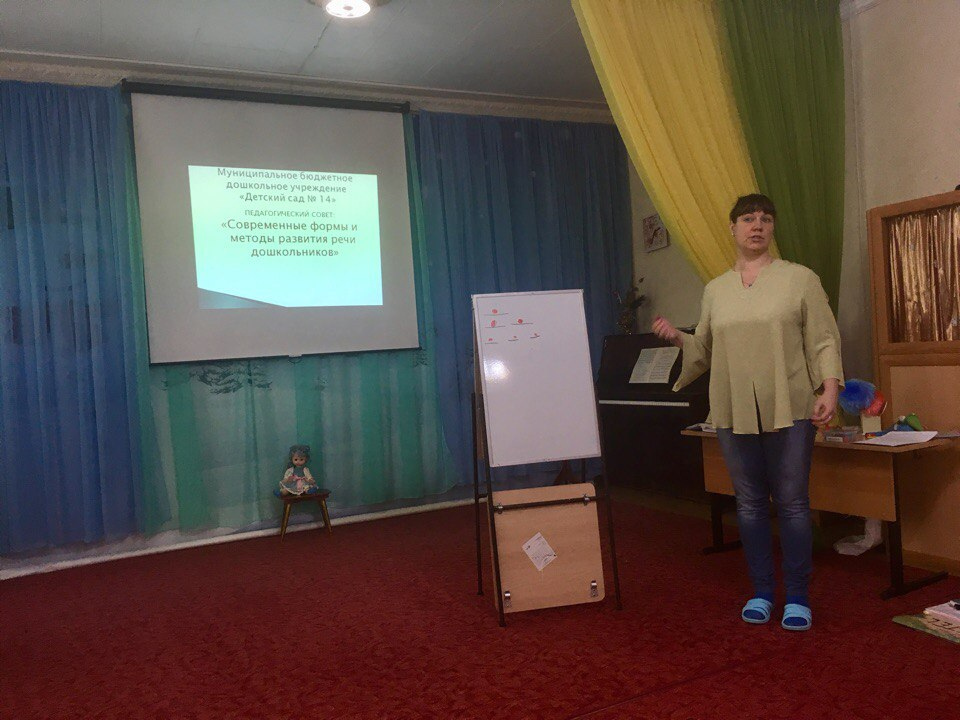 Муниципальное бюджетное
дошкольное учреждение
«Детский сад № 14»
ПЕДАГОГИЧЕСКИЙ СОВЕТ
«Современные формы и
методы развития речи
дошкольников»